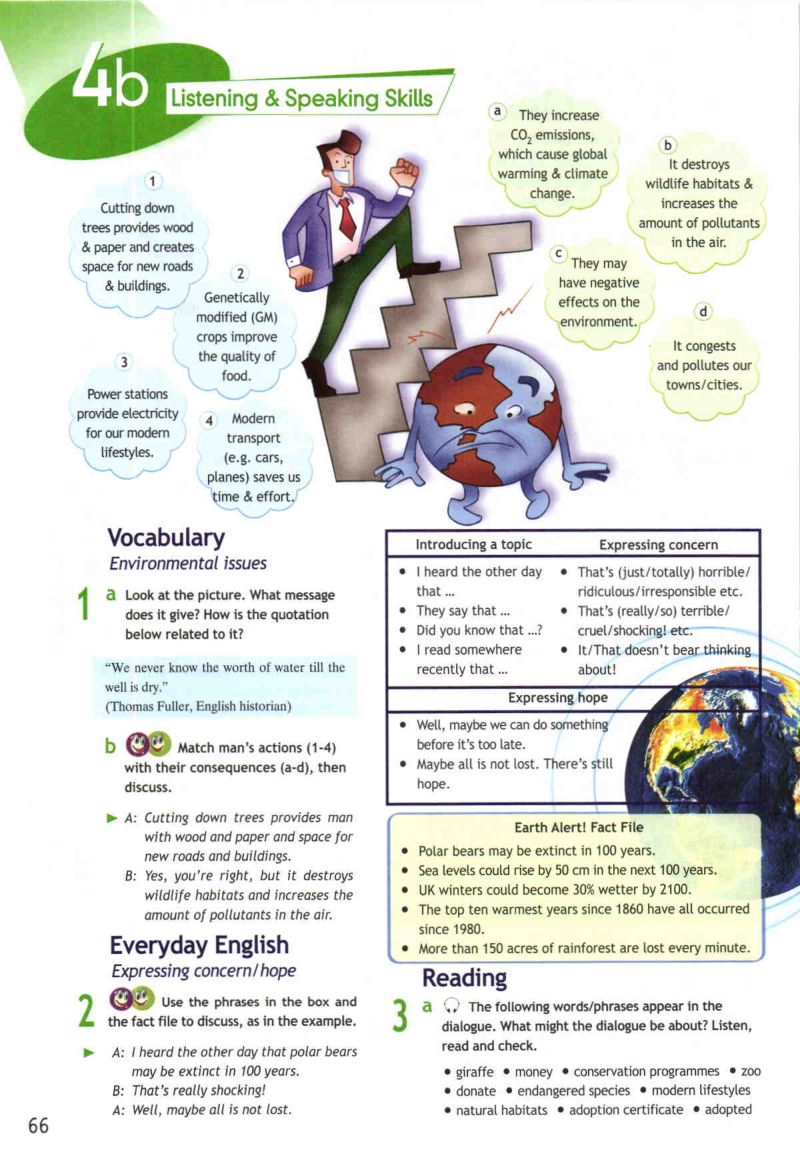 4b
Listening & Speaking Skills
1
Cutting down
trees provides wood
& paper and creates
space for new roads
& buildings.
2
Genetically
modified (GM)
crops improve
the quality of
food.
3
Power stations
provide electricity
for our modern
lifestyles.
4 Modern
transport
(e.g. cars,
planes) saves us
time & effort.
a They increase
CO₂ emissions,
which cause global
warming & climate
change.
b
It destroys
wildlife habitats &
increases the
amount of pollutants
in the air.
c They may
have negative
effects on the
environment.
d
It congests
and pollutes our
towns/cities.
Vocabulary
Environmental issues
1 a Look at the picture. What message
does it give? How is the quotation
below related to it?
"We never know the worth of water till the
well is dry."
(Thomas Fuller, English historian)
b Match man's actions (1-4)
with their consequences (a-d), then
discuss.
► A: Cutting down trees provides man
with wood and paper and space for
new roads and buildings.
B: Yes, you're right, but it destroys
wildlife habitats and increases the
amount of pollutants in the air.
Everyday English
Expressing concern/hope
2 Use the phrases in the box and
the fact file to discuss, as in the example.
► A: I heard the other day that polar bears
may be extinct in 100 years.
B: That's really shocking!
A: Well, maybe all is not lost.
Introducing a topic
• I heard the other day
that ...
• They say that ...
• Did you know that ...?
• I read somewhere
recently that ...
Expressing concern
• That's (just/totally) horrible/
ridiculous/irresponsible etc.
• That's (really/so) terrible/
cruel/shocking! etc.
• It/That doesn't bear thinking
about!
Expressing hope
• Well, maybe we can do something
before it's too late.
• Maybe all is not lost. There's still
hope.
Earth Alert! Fact File
• Polar bears may be extinct in 100 years.
• Sea levels could rise by 50 cm in the next 100 years.
• UK winters could become 30% wetter by 2100.
• The top ten warmest years since 1860 have all occurred
since 1980.
• More than 150 acres of rainforest are lost every minute.
Reading
3 a The following words/phrases appear in the
dialogue. What might the dialogue be about? Listen,
read and check.
• giraffe • money • conservation programmes • zoo
• donate • endangered species • modern lifestyles
• natural habitats • adoption certificate • adopted
66